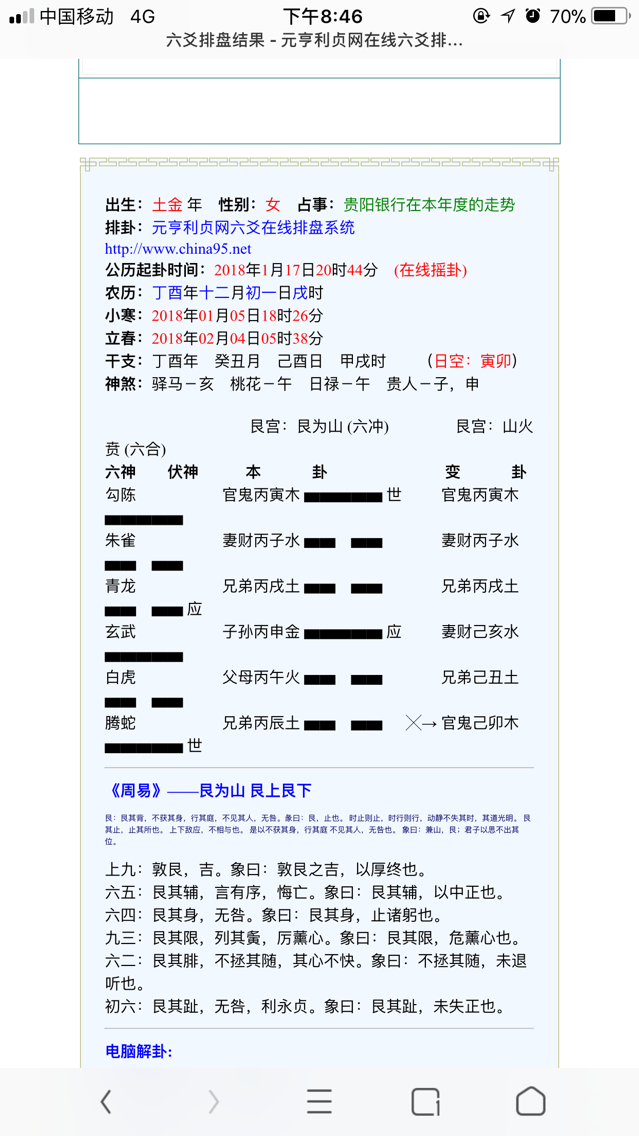 中国移动 4G 下午8:46 70%
六爻排盘结果 - 元亨利贞网在线六爻排...
出生：土金 年 性别：女 占事：贵阳银行在本年度的走势
排卦：元亨利贞网六爻在线排盘系统
http://www.china95.net
公历起卦时间：2018年1月17日20时44分 (在线摇卦)
农历：丁酉年十二月初一日戌时
小寒：2018年01月05日18时26分
立春：2018年02月04日05时38分
干支：丁酉年 癸丑月 己酉日 甲戌时 （日空：寅卯）
神煞：驿马－亥 桃花－午 日禄－午 贵人－子，申
艮宫：艮为山 (六冲) 艮宫：山火
贲 (六合)
六神 伏神 本 卦 变 卦
勾陈 官鬼丙寅木 世 官鬼丙寅木
朱雀 妻财丙子水 妻财丙子水
青龙 兄弟丙戌土 兄弟丙戌土
应
玄武 子孙丙申金 应 妻财己亥水
白虎 父母丙午火 兄弟己丑土
腾蛇 兄弟丙辰土 ╳→ 官鬼己卯木
世
《周易》——艮为山 艮上艮下
艮：艮其背，不获其身，行其庭，不见其人，无咎。彖曰：艮，止也。 时止则止，时行则行，动静不失其时，其道光明。 艮
其止，止其所也。 上下敌应，不相与也。 是以不获其身，行其庭 不见其人，无咎也。 象曰：兼山，艮；君子以思不出其
位。
上九：敦艮，吉。象曰：敦艮之吉，以厚终也。
六五：艮其辅，言有序，悔亡。象曰：艮其辅，以中正也。
六四：艮其身，无咎。象曰：艮其身，止诸躬也。
九三：艮其限，列其夤，厉薰心。象曰：艮其限，危薰心也。
六二：艮其腓，不拯其随，其心不快。象曰：不拯其随，未退
听也。
初六：艮其趾，无咎，利永贞。象曰：艮其趾，未失正也。
电脑解卦: